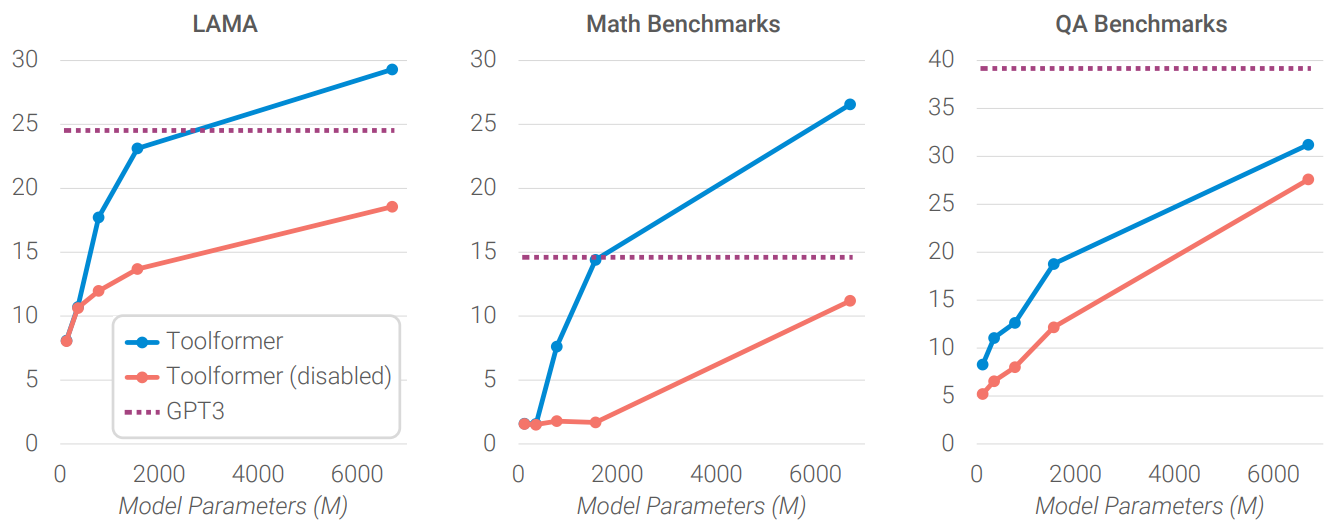 LAMA
30
25
20
15
10
5
0
0 2000 4000 6000
Model Parameters (M)
Toolformer
Toolformer (disabled)
GPT3
Math Benchmarks
30
25
20
15
10
5
0
0 2000 4000 6000
Model Parameters (M)
QA Benchmarks
40
35
30
25
20
15
10
5
0
0 2000 4000 6000
Model Parameters (M)